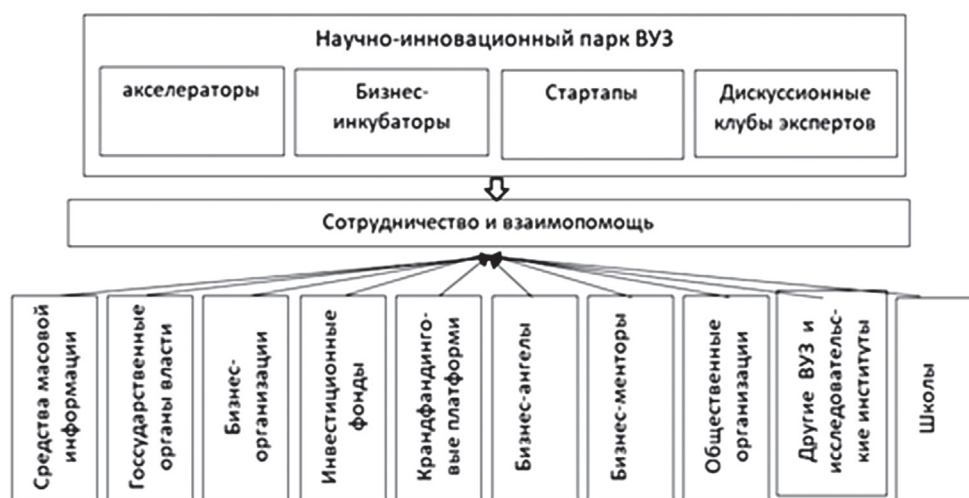 Научно-инновационный парк ВУЗ
акселераторы
Бизнес-
инкубаторы
Стартапы
Дискуссионные
клубы экспертов
Сотрудничество и взаимопомощь
Средства масовой
информации
Госсударственные
органы власти
Бизнес-
организации
Инвестиционные
фонды
Крандфандинго-
вые платформи
Бизнес-ангелы
Бизнес-менторы
Общественные
организации
Другие ВУЗ и
исследовательс-
кие институты
Школы